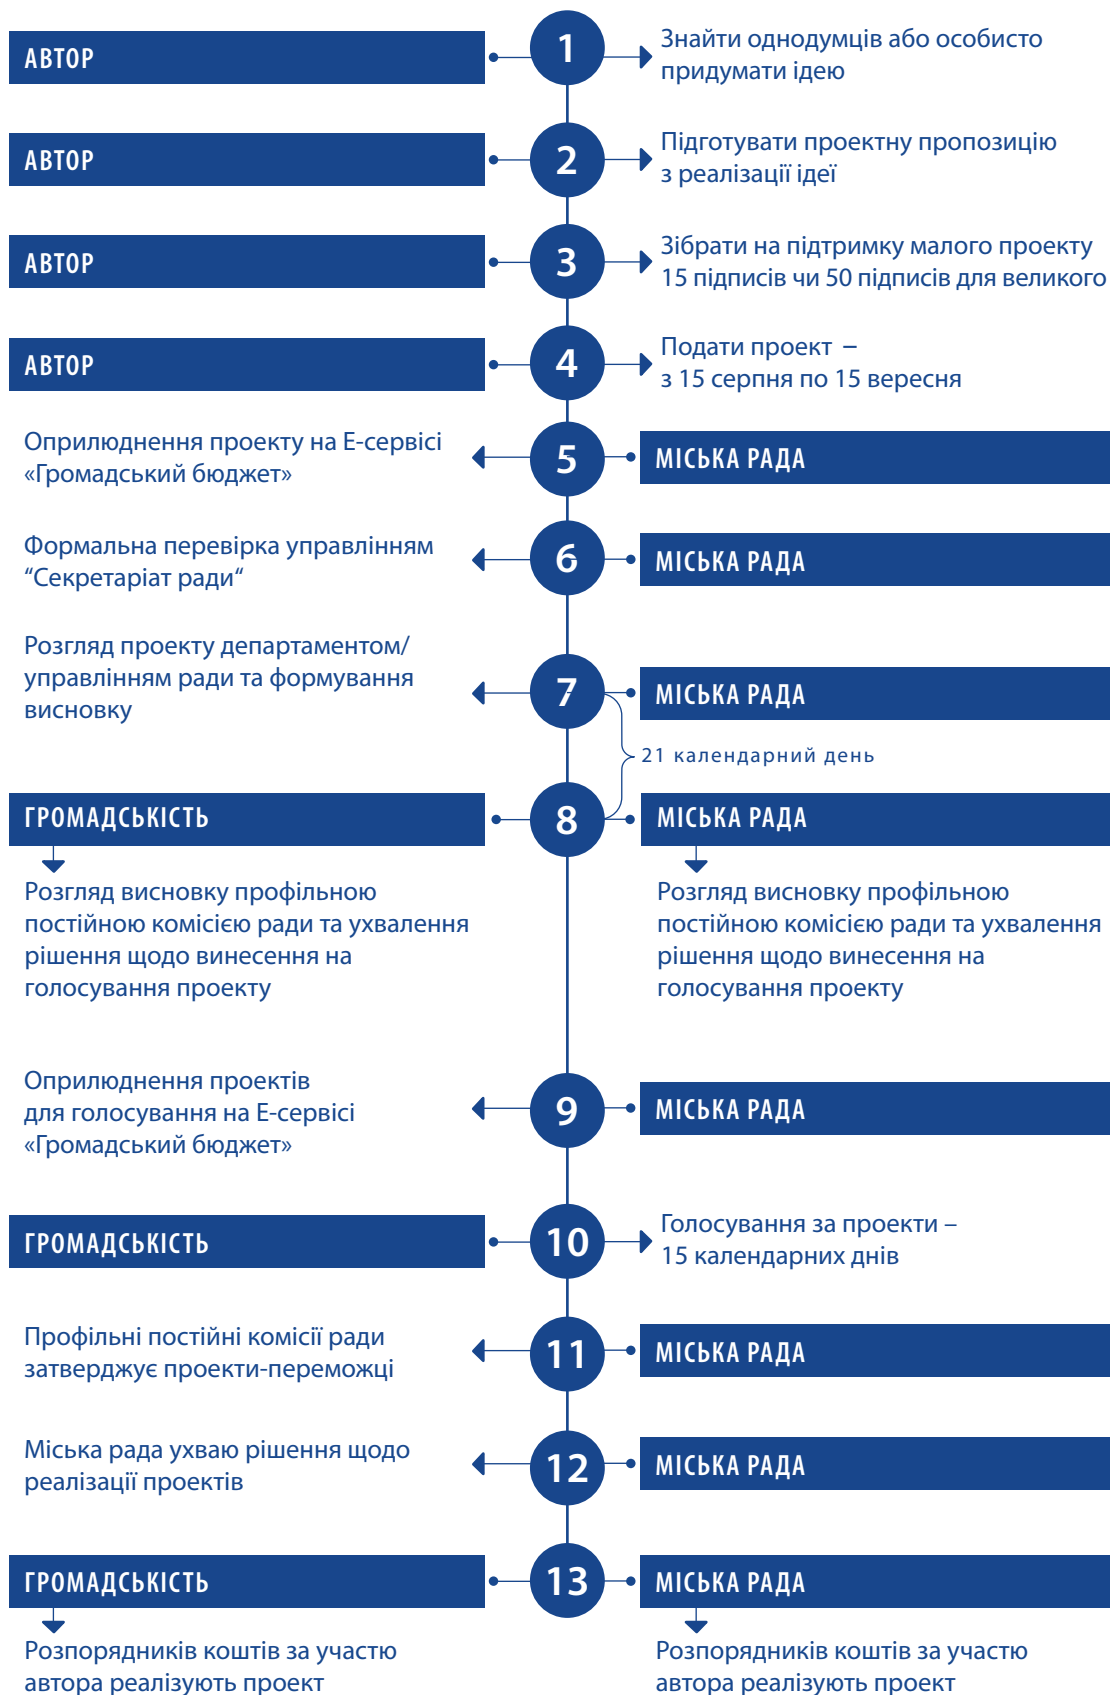 АВТОР
1
Знайти однодумців або особисто
придумати ідею
АВТОР
2
Підготувати проектну пропозицію
з реалізації ідеї
АВТОР
3
Зібрати на підтримку малого проекту
15 підписів чи 50 підписів для великого
АВТОР
4
Подати проект –
з 15 серпня по 15 вересня
Оприлюднення проекту на Е-сервісі
«Громадський бюджет»
5
МІСЬКА РАДА
Формальна перевірка управлінням
“Секретаріат ради“
6
МІСЬКА РАДА
Розгляд проекту департаментом/
управлінням ради та формування
висновку
7
МІСЬКА РАДА
21 календарний день
ГРОМАДСЬКІСТЬ
8
МІСЬКА РАДА
Розгляд висновку профільною
постійною комісією ради та ухвалення
рішення щодо винесення на
голосування проекту
Розгляд висновку профільною
постійною комісією ради та ухвалення
рішення щодо винесення на
голосування проекту
Оприлюднення проектів
для голосування на Е-сервісі
«Громадський бюджет»
9
МІСЬКА РАДА
ГРОМАДСЬКІСТЬ
10
Голосування за проекти –
15 календарних днів
Профільні постійні комісії ради
затверджує проекти-переможці
11
МІСЬКА РАДА
Міська рада ухваю рішення щодо
реалізації проектів
12
МІСЬКА РАДА
ГРОМАДСЬКІСТЬ
13
МІСЬКА РАДА
Розпорядників коштів за участю
автора реалізують проект
Розпорядників коштів за участю
автора реалізують проект